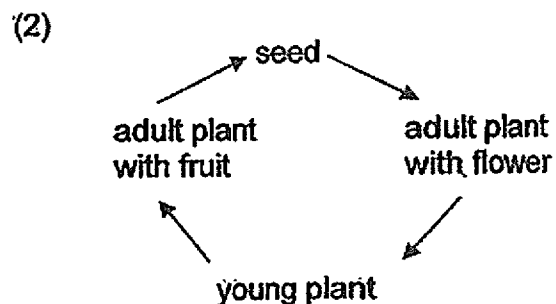 (2)
seed
adult plant
with fruit
adult plant
with flower
young plant